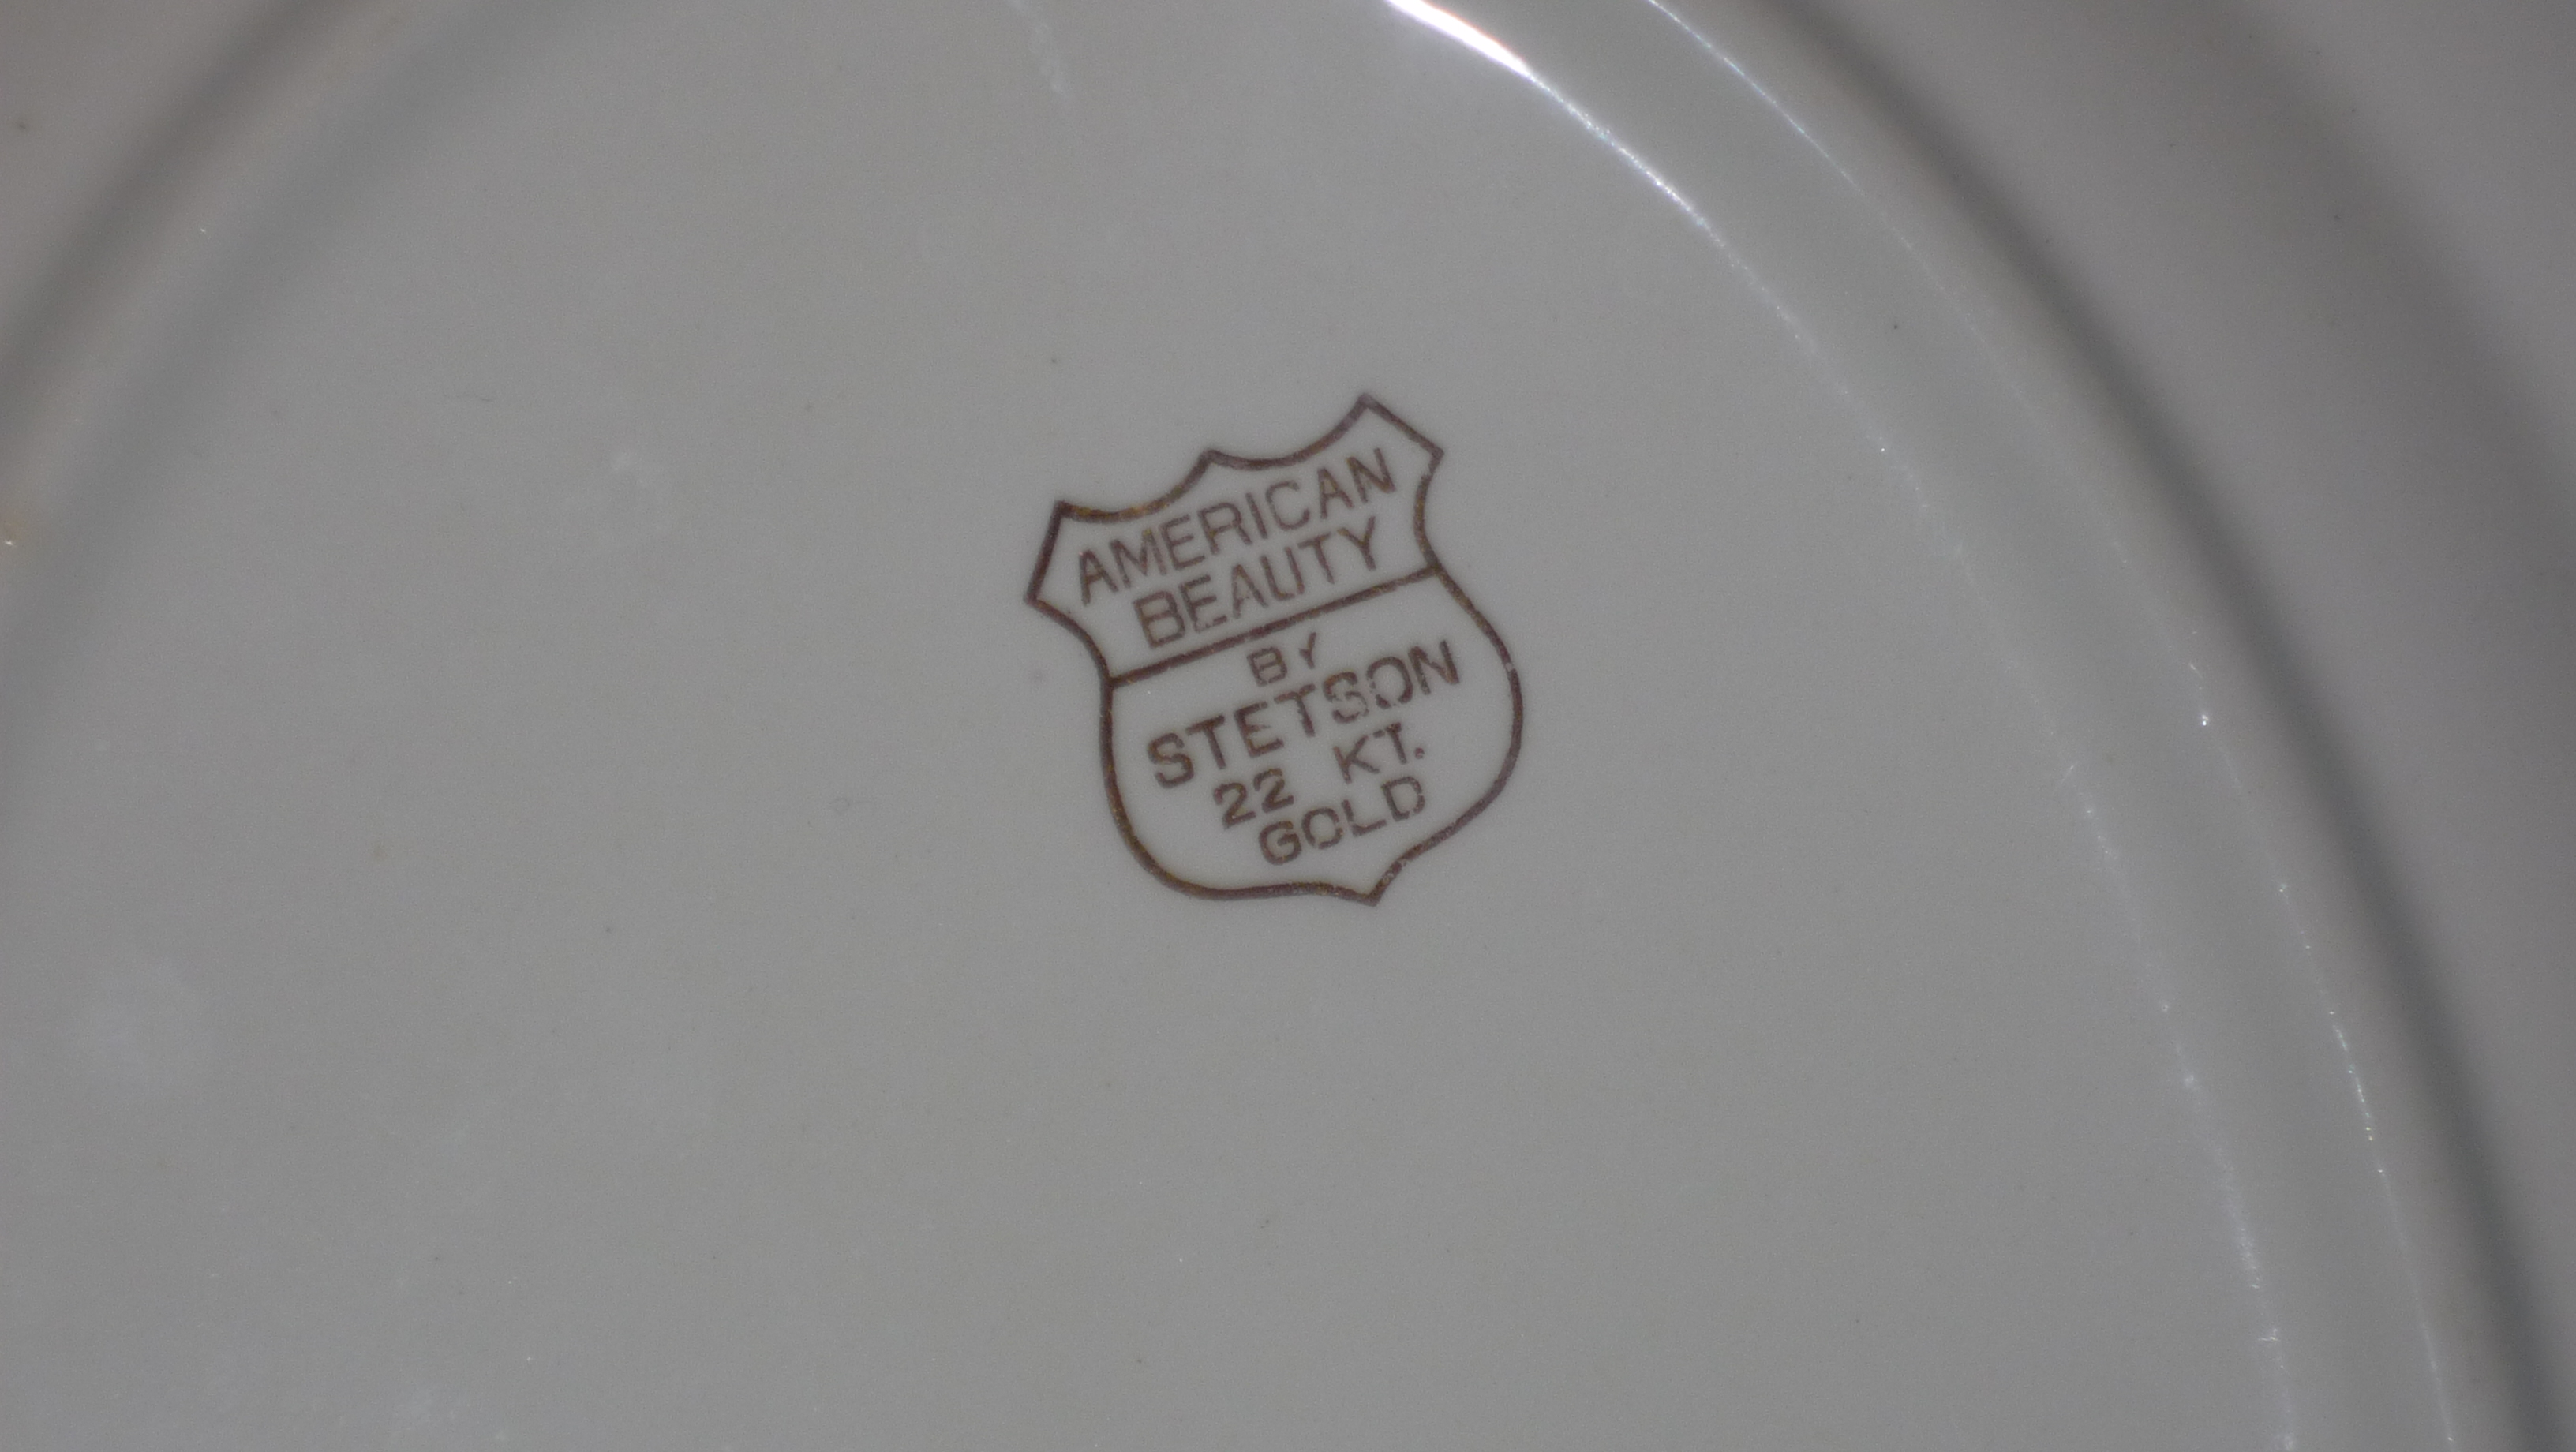 AMERICAN
BEAUTY
BY
STETSON
22 KT.
GOLD